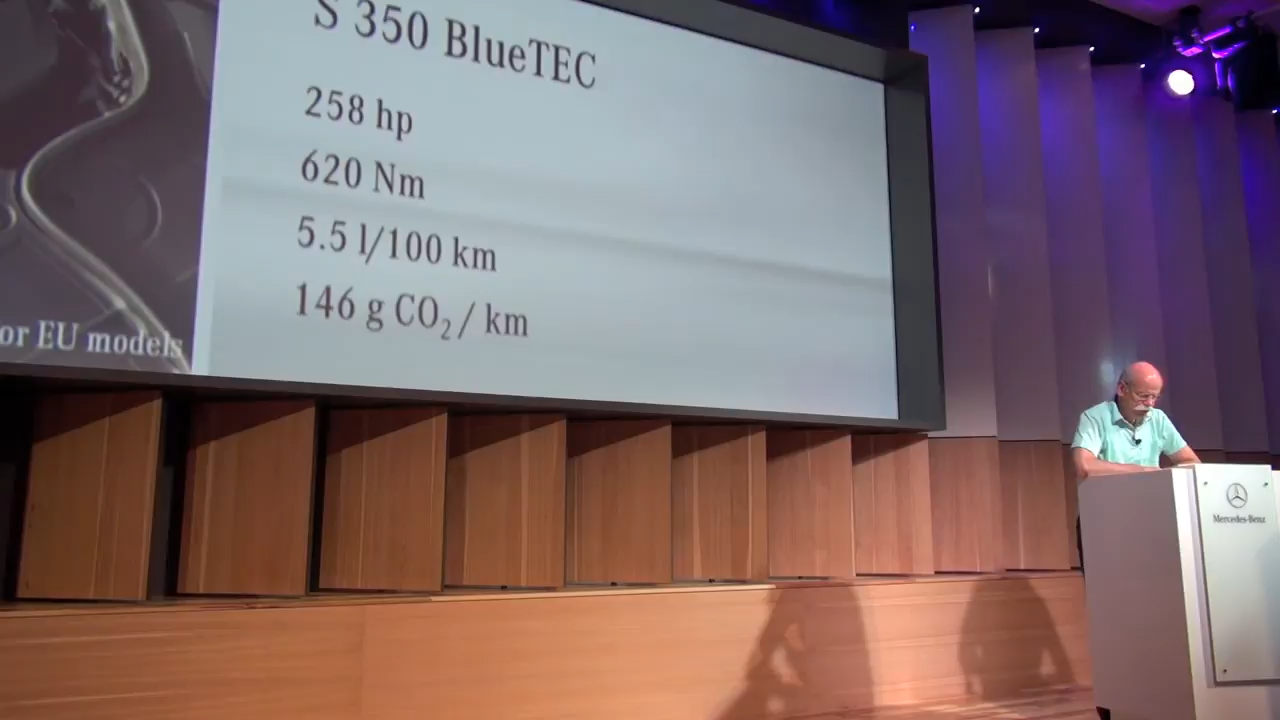 S 350 BlueTEC
258 hp
620 Nm
5.5 l/100 km
146 g CO₂ / km
or EU models
Mercedes-Benz